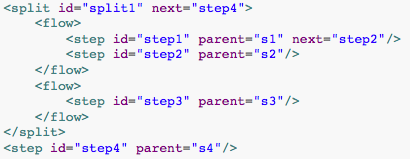 <split id="split1" next="step4">
    <flow>
        <step id="step1" parent="s1" next="step2"/>
        <step id="step2" parent="s2"/>
    </flow>
    <flow>
        <step id="step3" parent="s3"/>
    </flow>
</split>
<step id="step4" parent="s4"/>